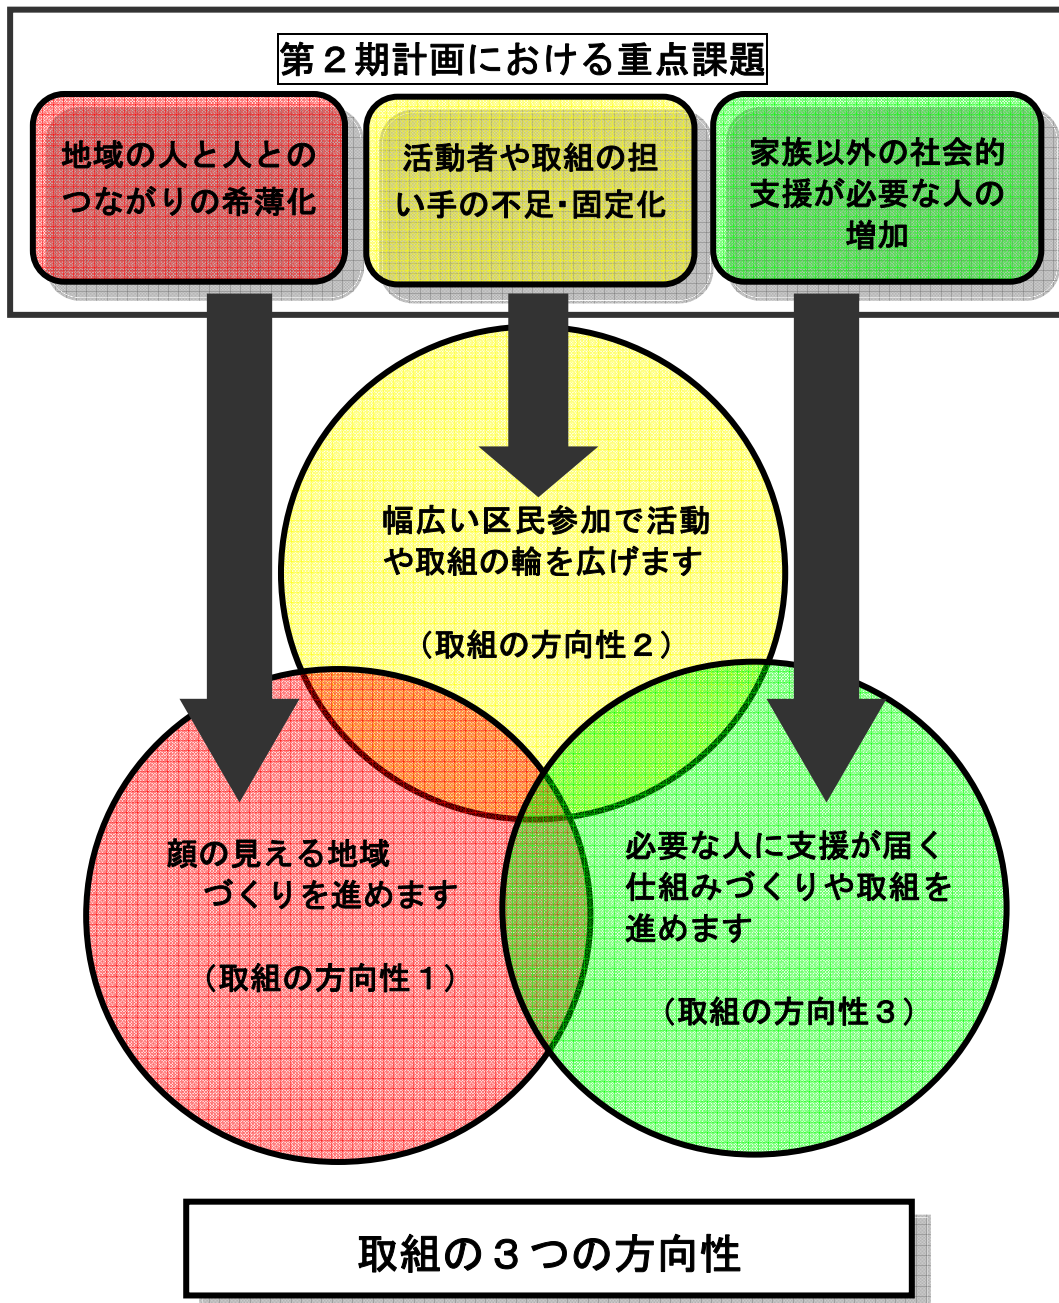 第２期計画における重点課題
地域の人と人との
つながりの希薄化
活動者や取組の担
い手の不足・固定化
家族以外の社会的
支援が必要な人の
増加
幅広い区民参加で活動
や取組の輪を広げます
（取組の方向性２）
顔の見える地域
づくりを進めます
（取組の方向性１）
必要な人に支援が届く
仕組みづくりや取組を
進めます
（取組の方向性３）
取組の３つの方向性